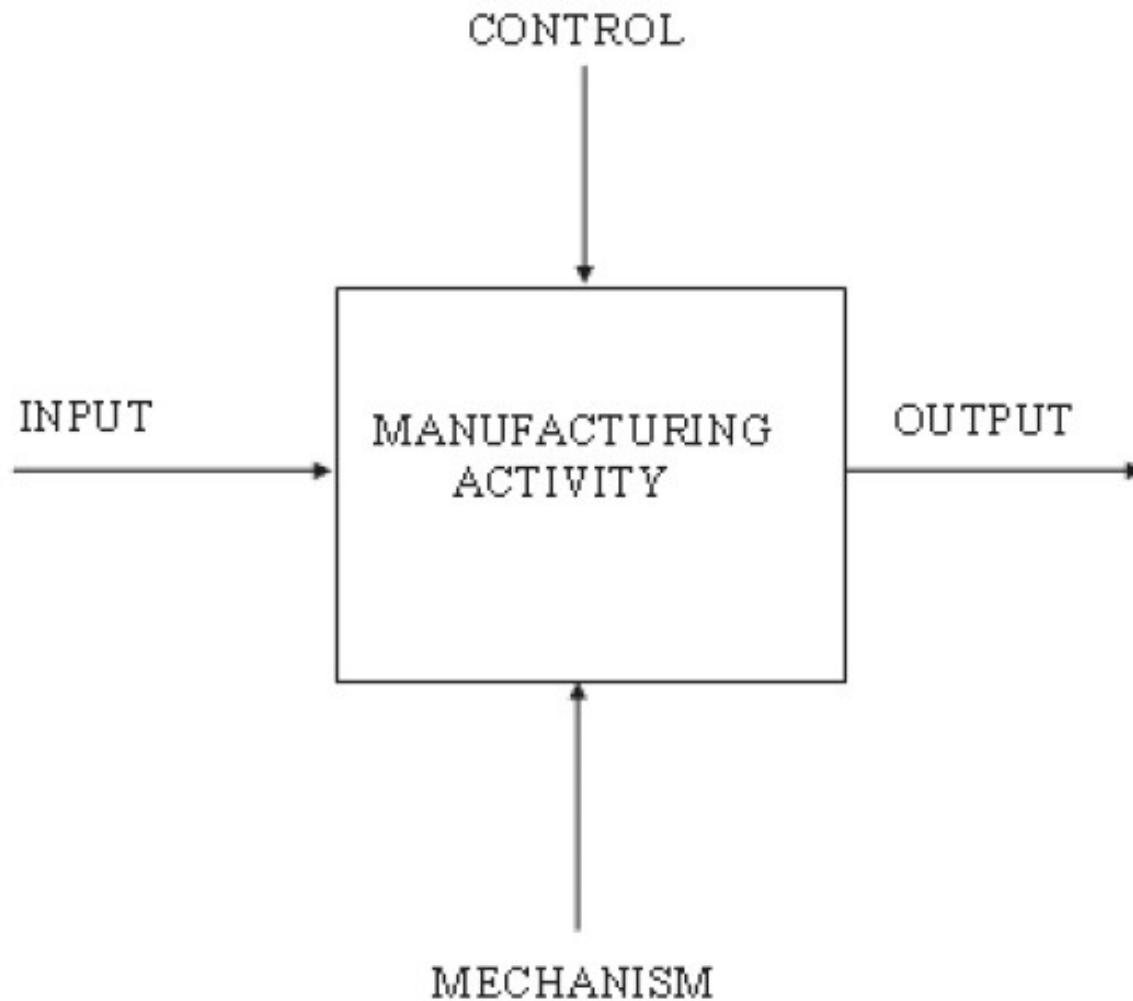 CONTROL
INPUT
MANUFACTURING
ACTIVITY
OUTPUT
MECHANISM